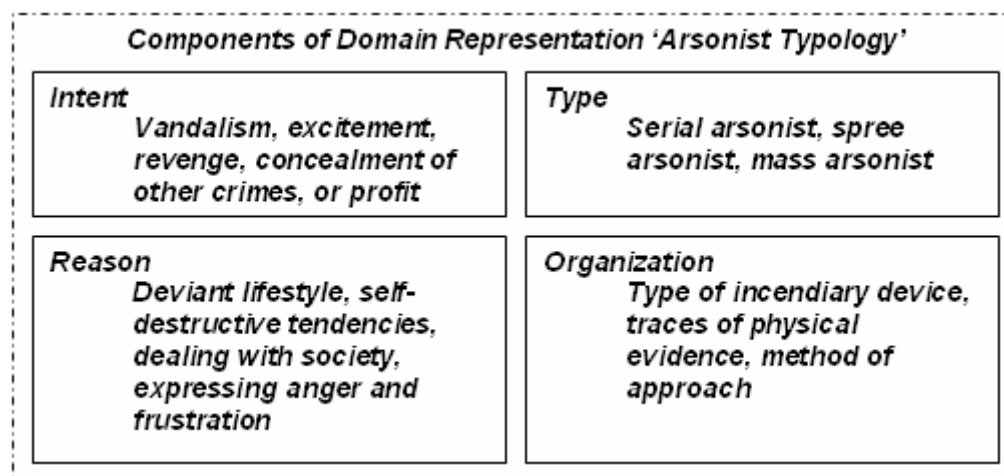 Components of Domain Representation ‘Arsonist Typology’
Intent
Vandalism, excitement,
revenge, concealment of
other crimes, or profit
Type
Serial arsonist, spree
arsonist, mass arsonist
Reason
Deviant lifestyle, self-
destructive tendencies,
dealing with society,
expressing anger and
frustration
Organization
Type of incendiary device,
traces of physical
evidence, method of
approach